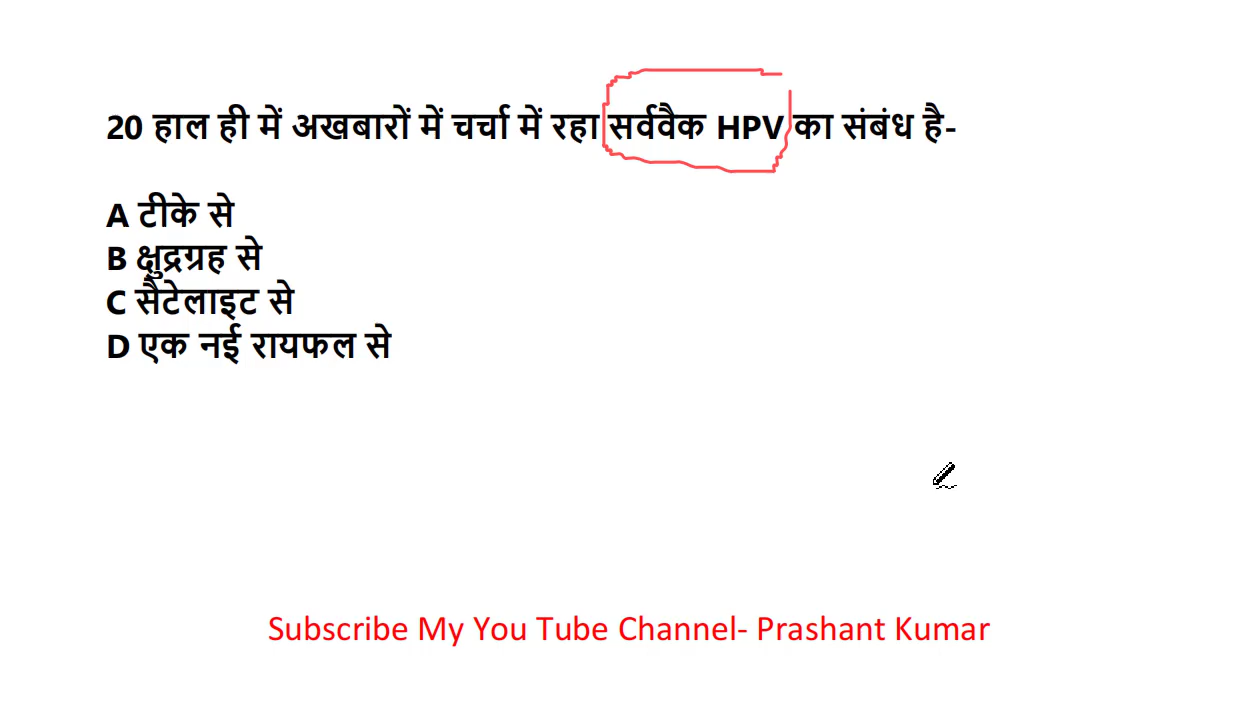 20 हाल ही में अखबारों में चर्चा में रहा सर्ववैक HPV का संबंध है-
A टीके से
B क्षुद्रग्रह से
C सैटेलाइट से
D एक नई रायफल से
Subscribe My You Tube Channel- Prashant Kumar